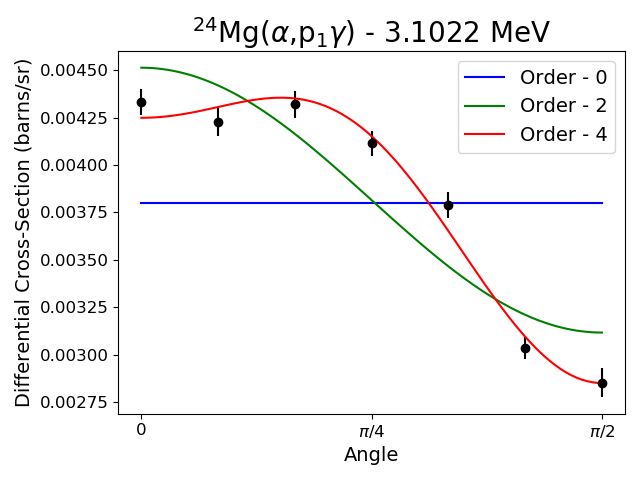 ²⁴Mg(α,p₁γ) - 3.1022 MeV
Differential Cross-Section (barns/sr)
0.00450
0.00425
0.00400
0.00375
0.00350
0.00325
0.00300
0.00275
Order - 0
Order - 2
Order - 4
0 π/4 π/2
Angle